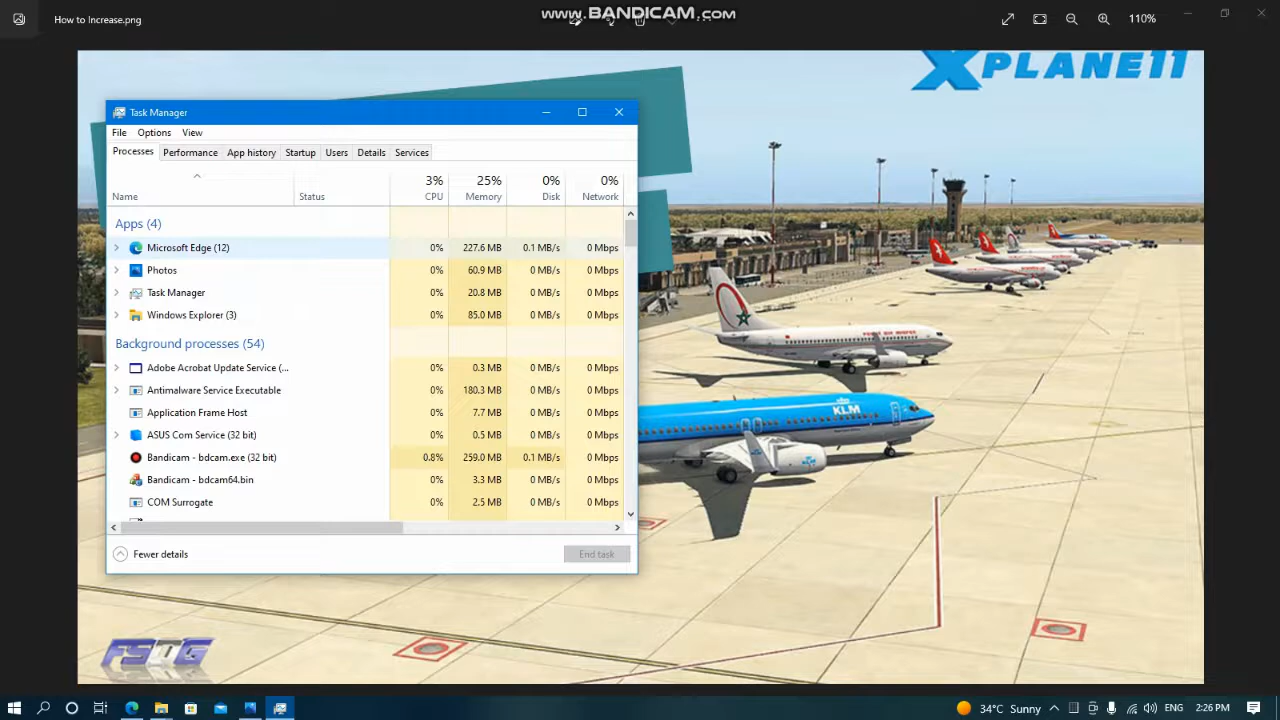 How to Increase.png
www.BANDICAM.com
110%
XPLANE11
Task Manager
File Options View
Processes Performance App history Startup Users Details Services
3% 25% 0% 0%
Name Status CPU Memory Disk Network
Apps (4)
Microsoft Edge (12) 0% 227.6 MB 0.1 MB/s 0 Mbps
Photos 0% 60.9 MB 0 MB/s 0 Mbps
Task Manager 0% 20.8 MB 0 MB/s 0 Mbps
Windows Explorer (3) 0% 85.0 MB 0 MB/s 0 Mbps
Background processes (54)
Adobe Acrobat Update Service (... 0% 0.3 MB 0 MB/s 0 Mbps
Antimalware Service Executable 0% 180.3 MB 0 MB/s 0 Mbps
Application Frame Host 0% 7.7 MB 0 MB/s 0 Mbps
ASUS Com Service (32 bit) 0% 0.5 MB 0 MB/s 0 Mbps
Bandicam - bdcam.exe (32 bit) 0.8% 259.0 MB 0.1 MB/s 0 Mbps
Bandicam - bdcam64.bin 0% 3.3 MB 0 MB/s 0 Mbps
COM Surrogate 0% 2.5 MB 0 MB/s 0 Mbps
Fewer details
End task
KLM
FSDG
34°C Sunny
ENG
2:26 PM